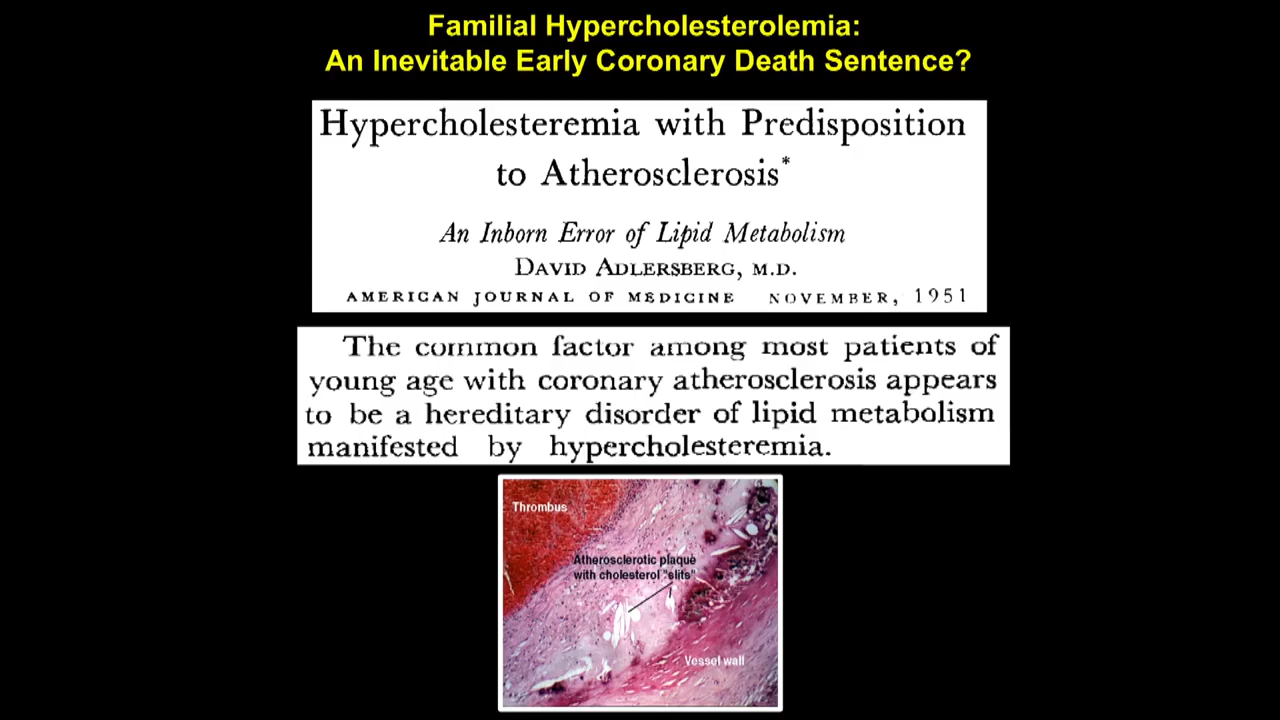 Familial Hypercholesterolemia:
An Inevitable Early Coronary Death Sentence?
Hypercholesteremia with Predisposition
to Atherosclerosis*
An Inborn Error of Lipid Metabolism
DAVID ADLERSBERG, M.D.
AMERICAN JOURNAL OF MEDICINE NOVEMBER, 1951
The common factor among most patients of
young age with coronary atherosclerosis appears
to be a hereditary disorder of lipid metabolism
manifested by hypercholesteremia.
Thrombus
Atherosclerotic plaque
with cholesterol "slits"
Vessel wall